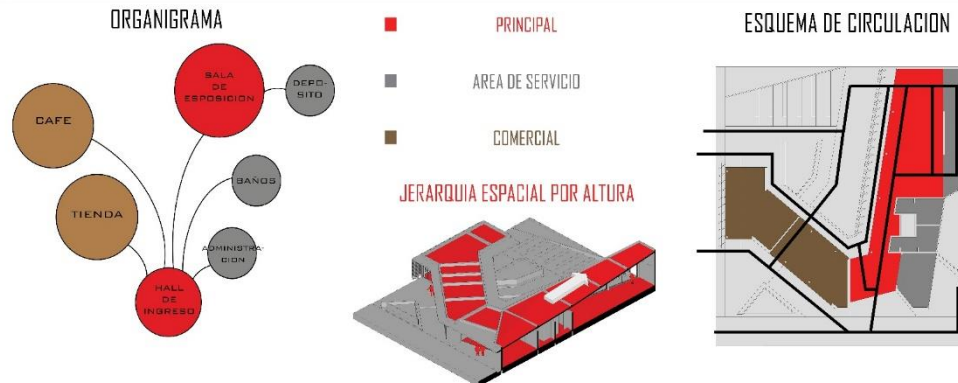 ORGANIGRAMA
SALA
DE
ESPOSICION
DEPO-
SITO
CAFE
BAÑOS
TIENDA
ADMINISTRA-
CION
HALL
DE
INGRESO
PRINCIPAL
AREA DE SERVICIO
COMERCIAL
JERARQUIA ESPACIAL POR ALTURA
ESQUEMA DE CIRCULACION